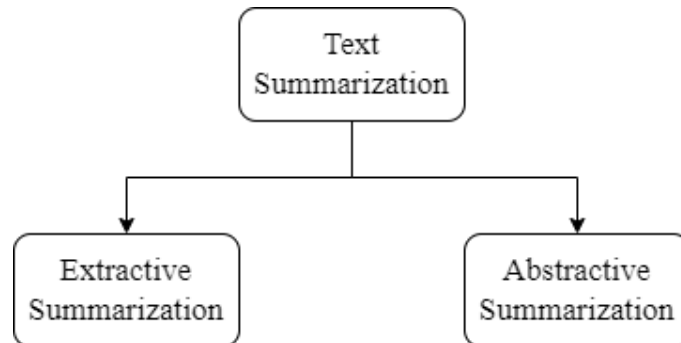 Text
Summarization
Extractive
Summarization
Abstractive
Summarization